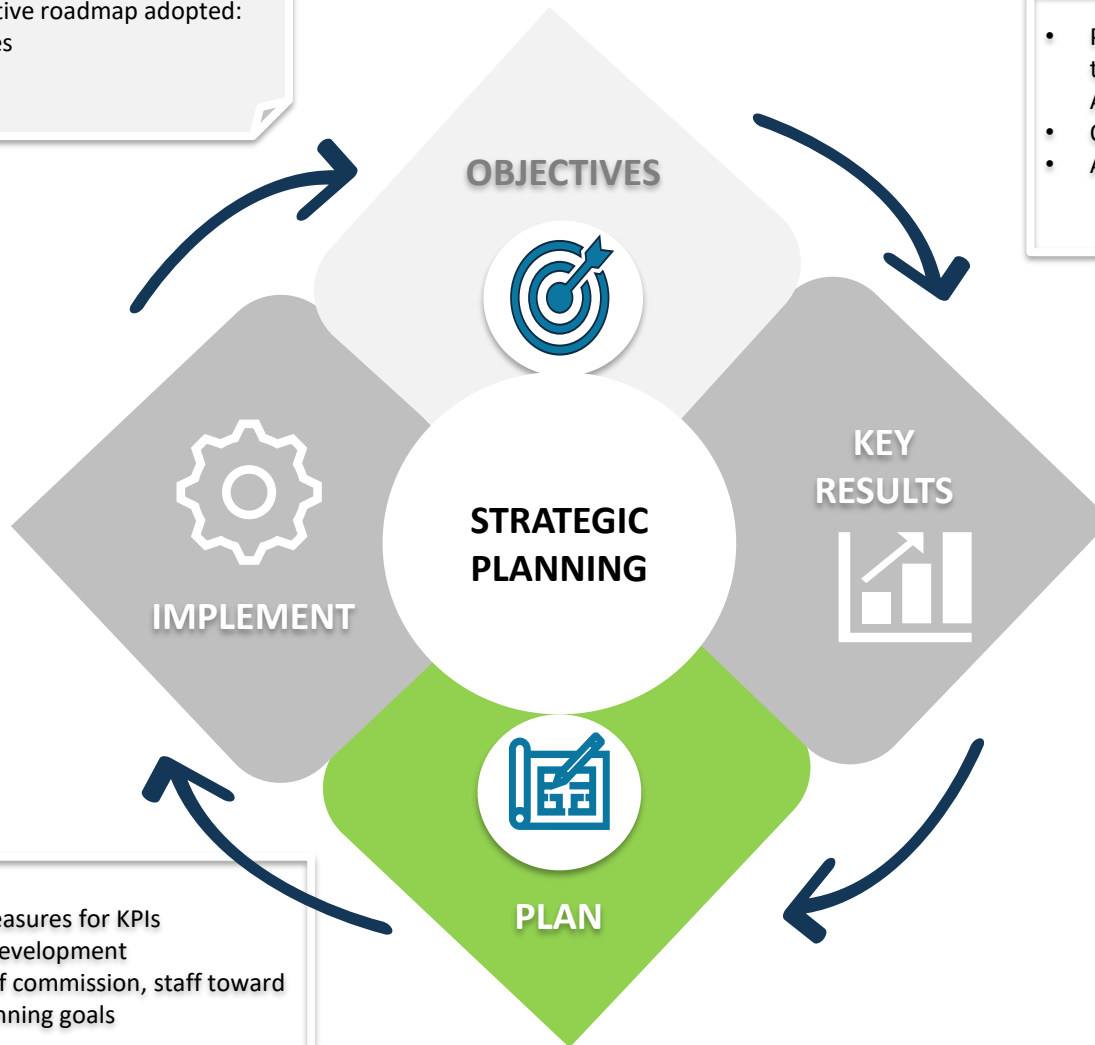 tive roadmap adopted:
es
•
•
•
OBJECTIVES
KEY
RESULTS
STRATEGIC
PLANNING
IMPLEMENT
PLAN
easures for KPIs
evelopment
f commission, staff toward
nning goals